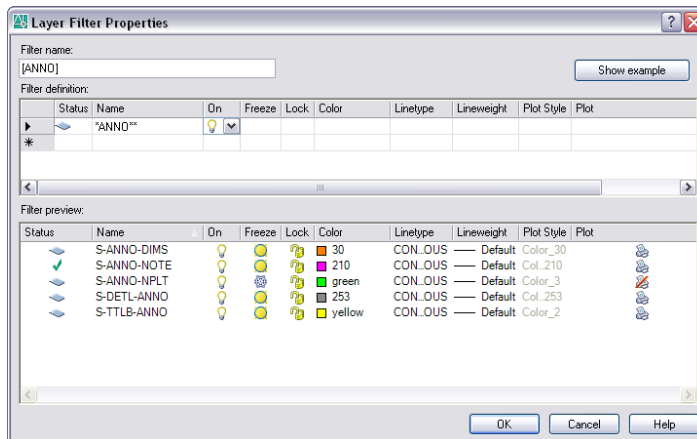 Layer Filter Properties
Filter name:
[ANNO]
Show example
Filter definition:
Status Name On Freeze Lock Color Linetype Lineweight Plot Style Plot
*ANNO**
Filter preview:
Status Name On Freeze Lock Color Linetype Lineweight Plot Style Plot
S-ANNO-DIMS 30 CON...OUS Default Color_30
S-ANNO-NOTE 210 CON...OUS Default Col...210
S-ANNO-NPLT green CON...OUS Default Color_3
S-DETL-ANNO 253 CON...OUS Default Col...253
S-TTLB-ANNO yellow CON...OUS Default Color_2
OK Cancel Help